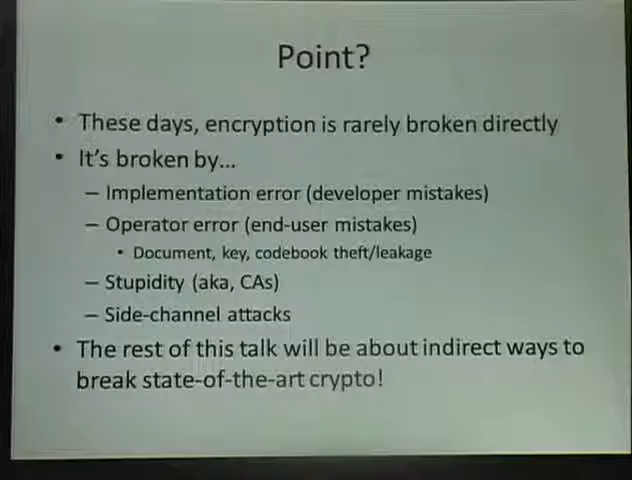 Point?
• These days, encryption is rarely broken directly
• It's broken by...
– Implementation error (developer mistakes)
– Operator error (end-user mistakes)
• Document, key, codebook theft/leakage
– Stupidity (aka, CAs)
– Side-channel attacks
• The rest of this talk will be about indirect ways to
break state-of-the-art crypto!